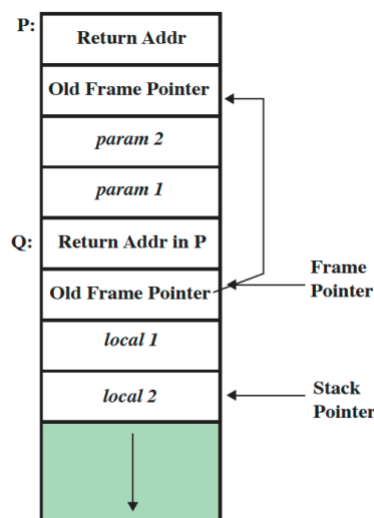 P:
Return Addr
Old Frame Pointer
param 2
param 1
Q:
Return Addr in P
Old Frame Pointer
Frame
Pointer
local 1
local 2
Stack
Pointer